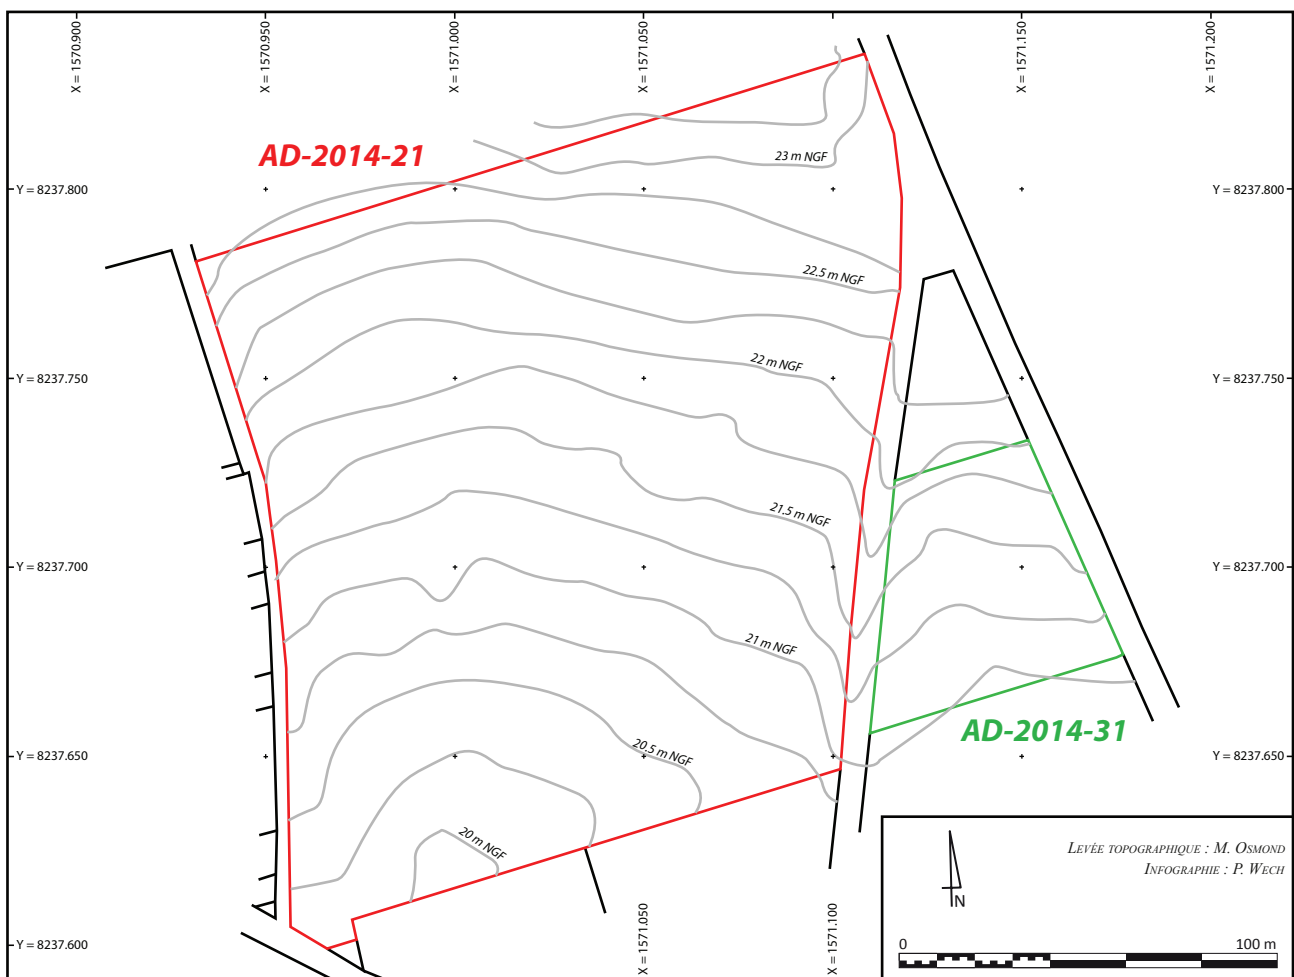 X = 1570.900
X = 1570.950
X = 1571.000
X = 1571.050
X = 1571.150
X = 1571.200
AD-2014-21
23 m NGF
Y = 8237.800
Y = 8237.800
22.5 m NGF
22 m NGF
Y = 8237.750
Y = 8237.750
21.5 m NGF
Y = 8237.700
Y = 8237.700
21 m NGF
AD-2014-31
20.5 m NGF
Y = 8237.650
Y = 8237.650
20 m NGF
Levée topographique : M. Osmond
Infographie : P. Wech
N
X = 1571.050
X = 1571.100
Y = 8237.600
0
100 m